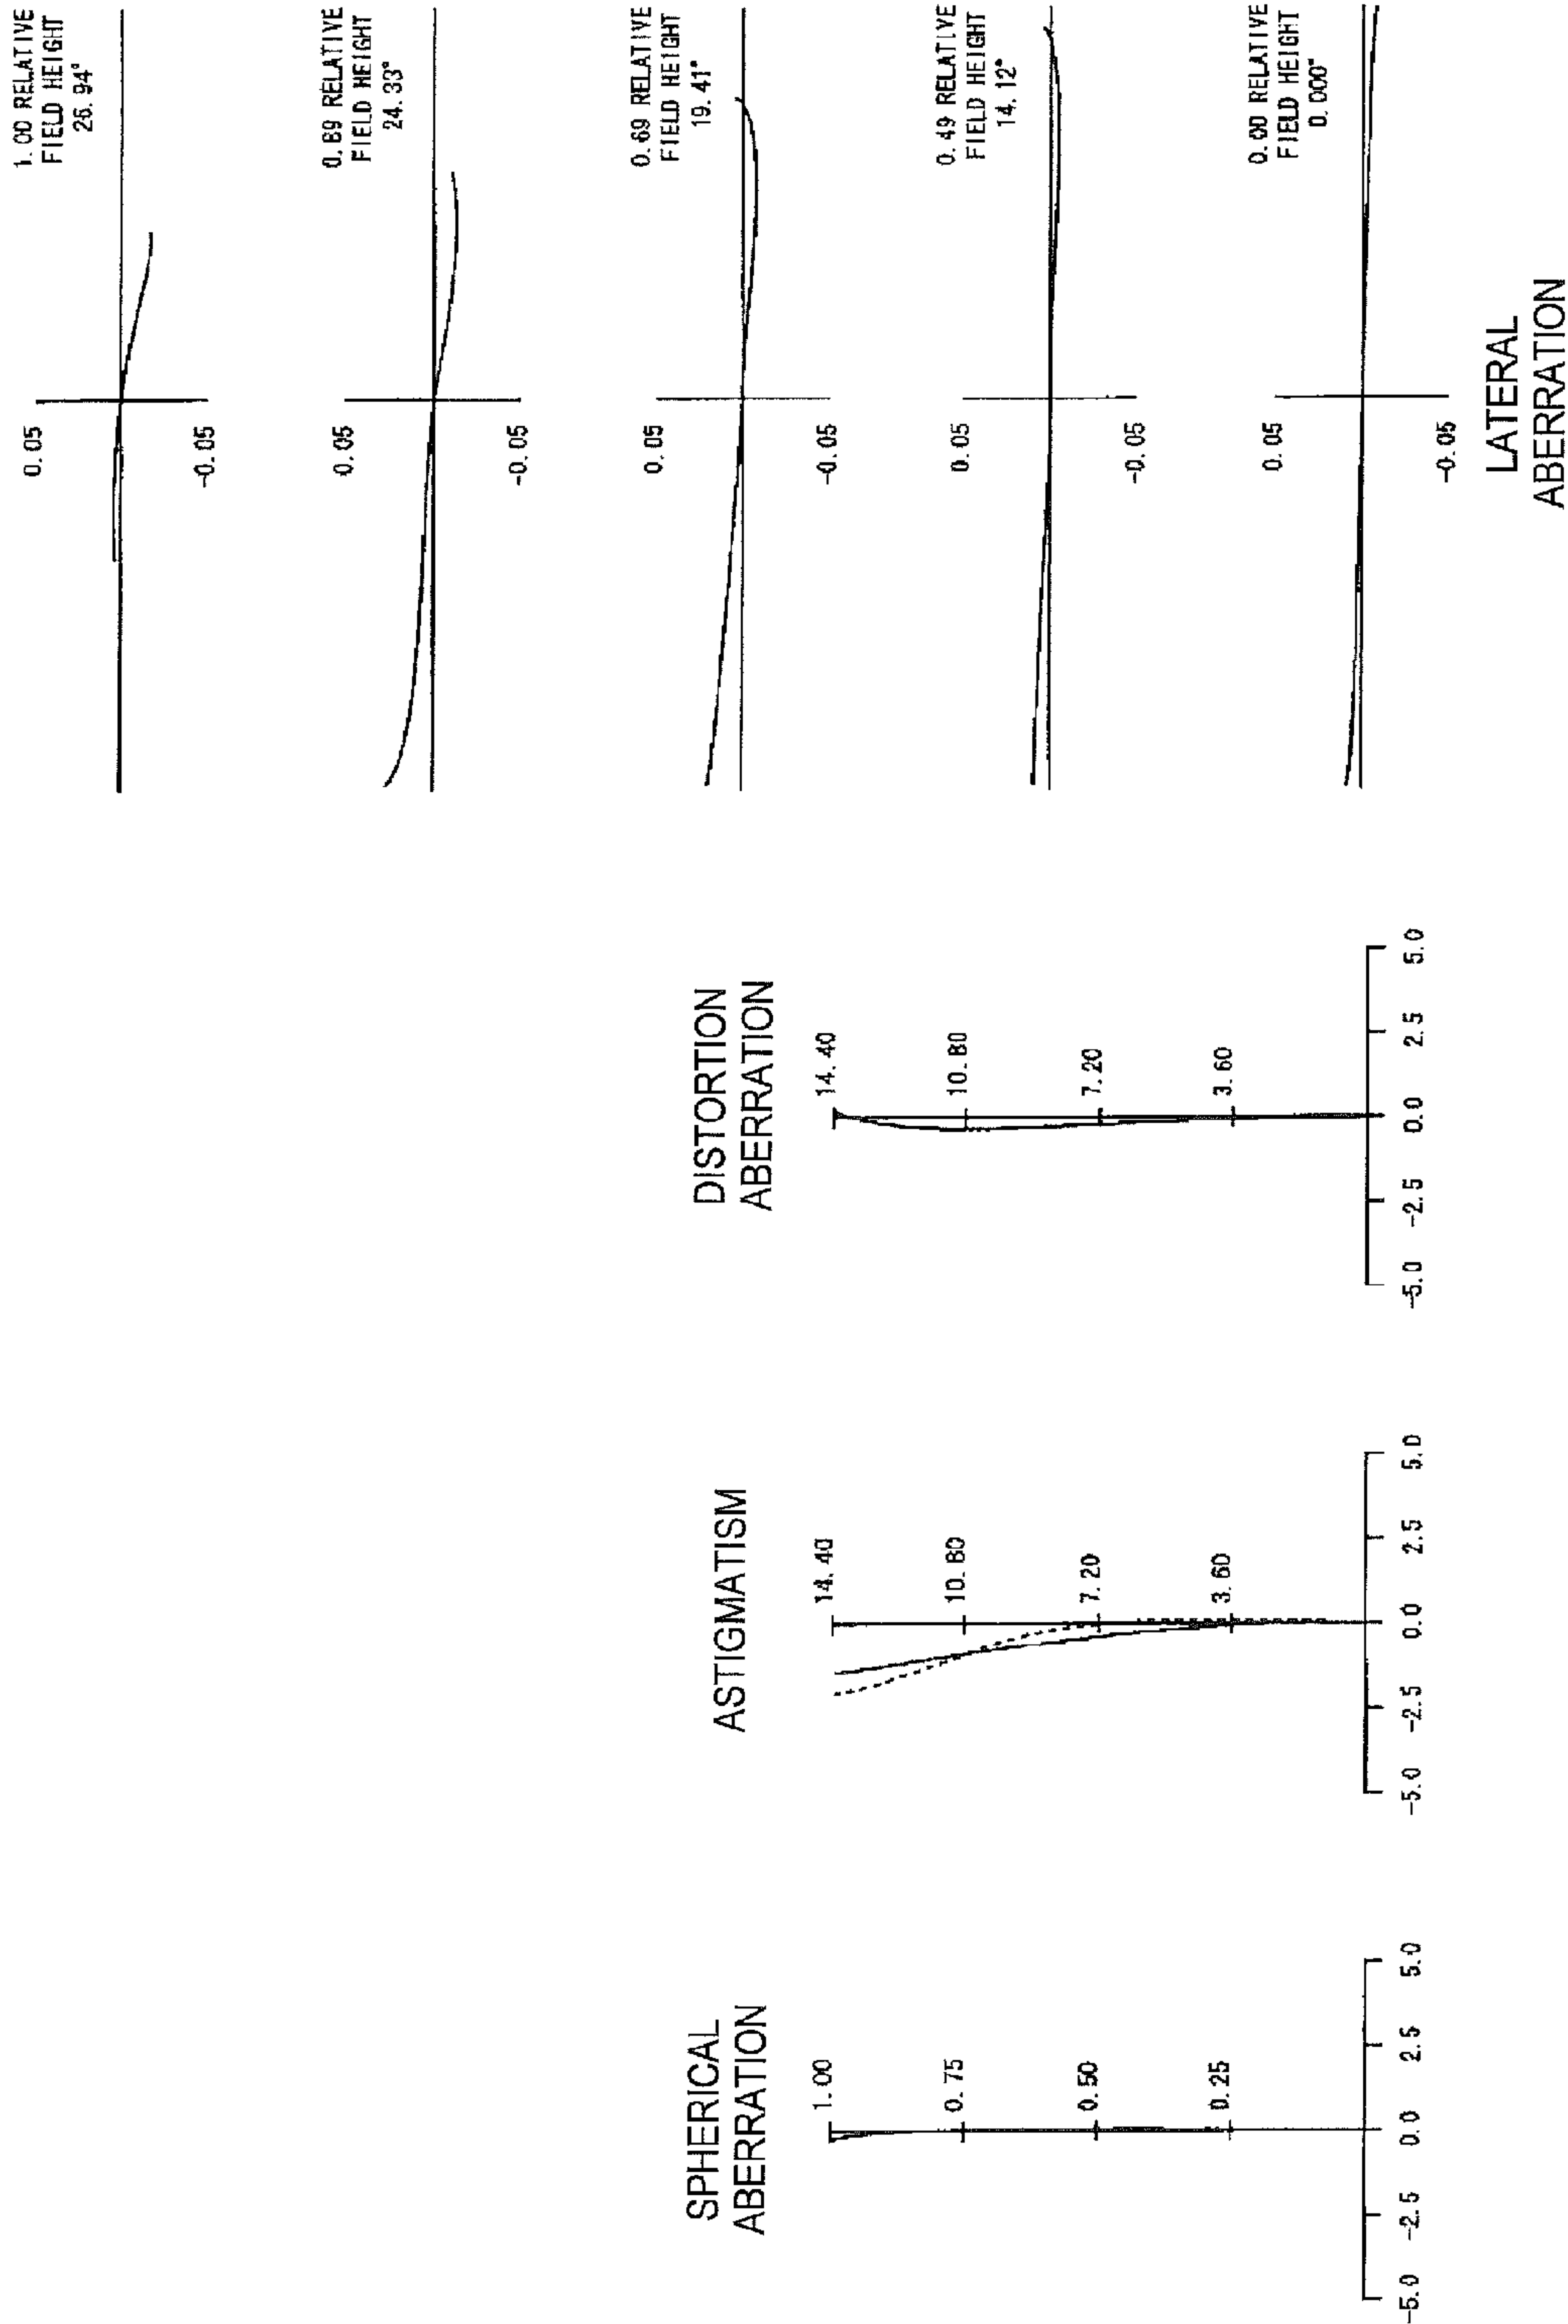 SPHERICAL
ABERRATION
1.00
0.75
0.50
0.25
-5.0 -2.5 0.0 2.5 5.0
ASTIGMATISM
14.40
10.80
7.20
3.60
-5.0 -2.5 0.0 2.5 5.0
DISTORTION
ABERRATION
14.40
10.80
7.20
3.60
-5.0 -2.5 0.0 2.5 5.0
1.00 RELATIVE
FIELD HEIGHT
26.94°
0.05
-0.05
0.89 RELATIVE
FIELD HEIGHT
24.33°
0.05
-0.05
0.69 RELATIVE
FIELD HEIGHT
19.41°
0.05
-0.05
0.49 RELATIVE
FIELD HEIGHT
14.12°
0.05
-0.05
0.00 RELATIVE
FIELD HEIGHT
0.000°
0.05
-0.05
LATERAL
ABERRATION